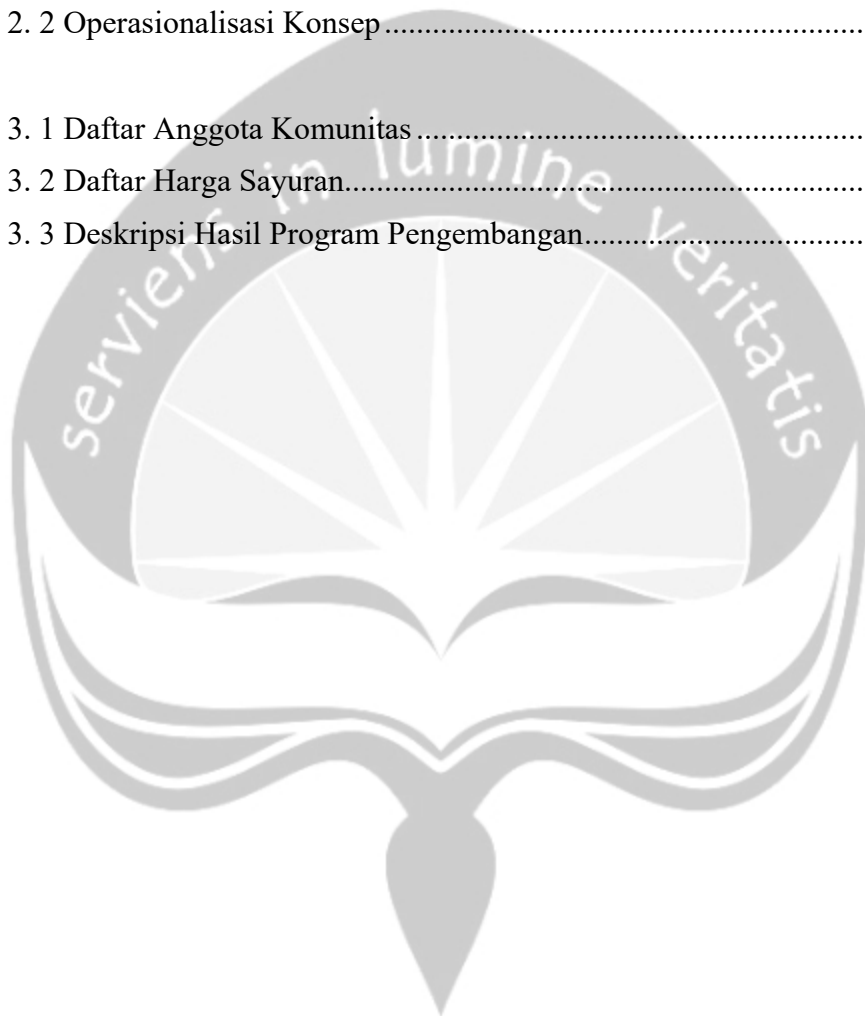 2. 2 Operasionalisasi Konsep.............................................................
3. 1 Daftar Anggota Komunitas.........................................................
3. 2 Daftar Harga Sayuran..................................................................
3. 3 Deskripsi Hasil Program Pengembangan....................................
serviens in lumine veritatis